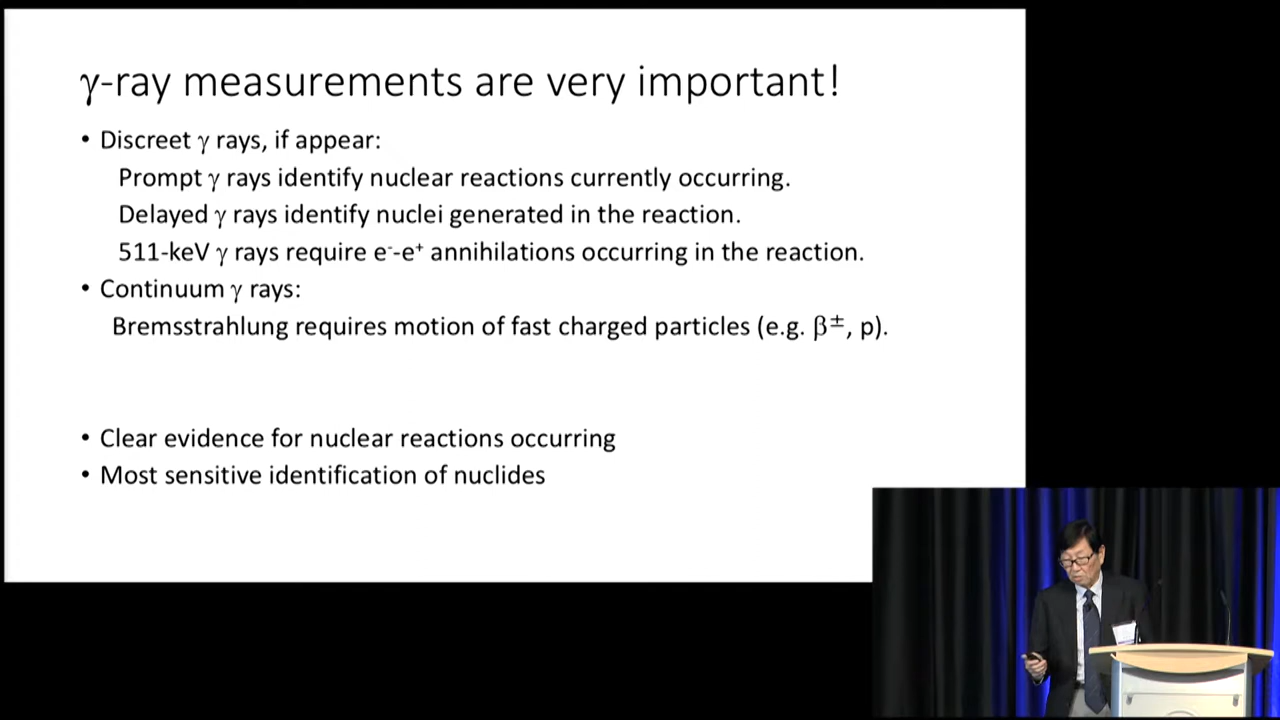 γ-ray measurements are very important!
• Discreet γ rays, if appear:
Prompt γ rays identify nuclear reactions currently occurring.
Delayed γ rays identify nuclei generated in the reaction.
511-keV γ rays require e⁻-e⁺ annihilations occurring in the reaction.
• Continuum γ rays:
Bremsstrahlung requires motion of fast charged particles (e.g. β±, p).
• Clear evidence for nuclear reactions occurring
• Most sensitive identification of nuclides